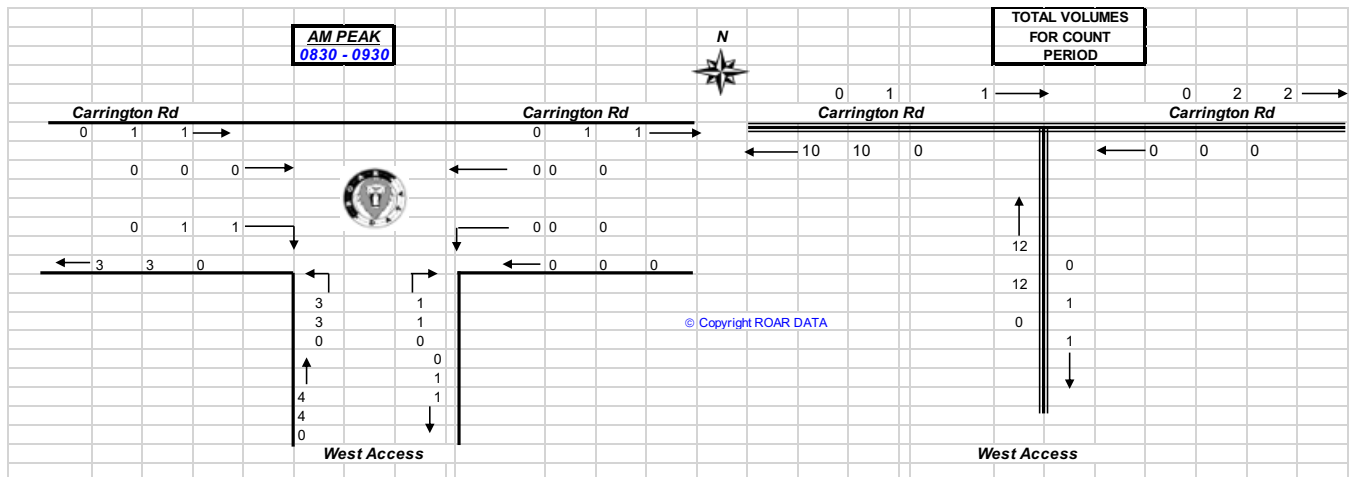 TOTAL VOLUMES
AM PEAK
N
FOR COUNT
0830 - 0930
PERIOD
0 1 1 0 2 2
Carrington Rd Carrington Rd Carrington Rd Carrington Rd
0 1 1 0 1 1
10 10 0 0 0 0
0 0 0 0 0 0
0 1 1 0 0 0
12
3 3 0 0 0 0 0
12
3 1 1
3 1 © Copyright ROAR DATA 0
0 0 1
0
1
4 1
4
0
West Access West Access